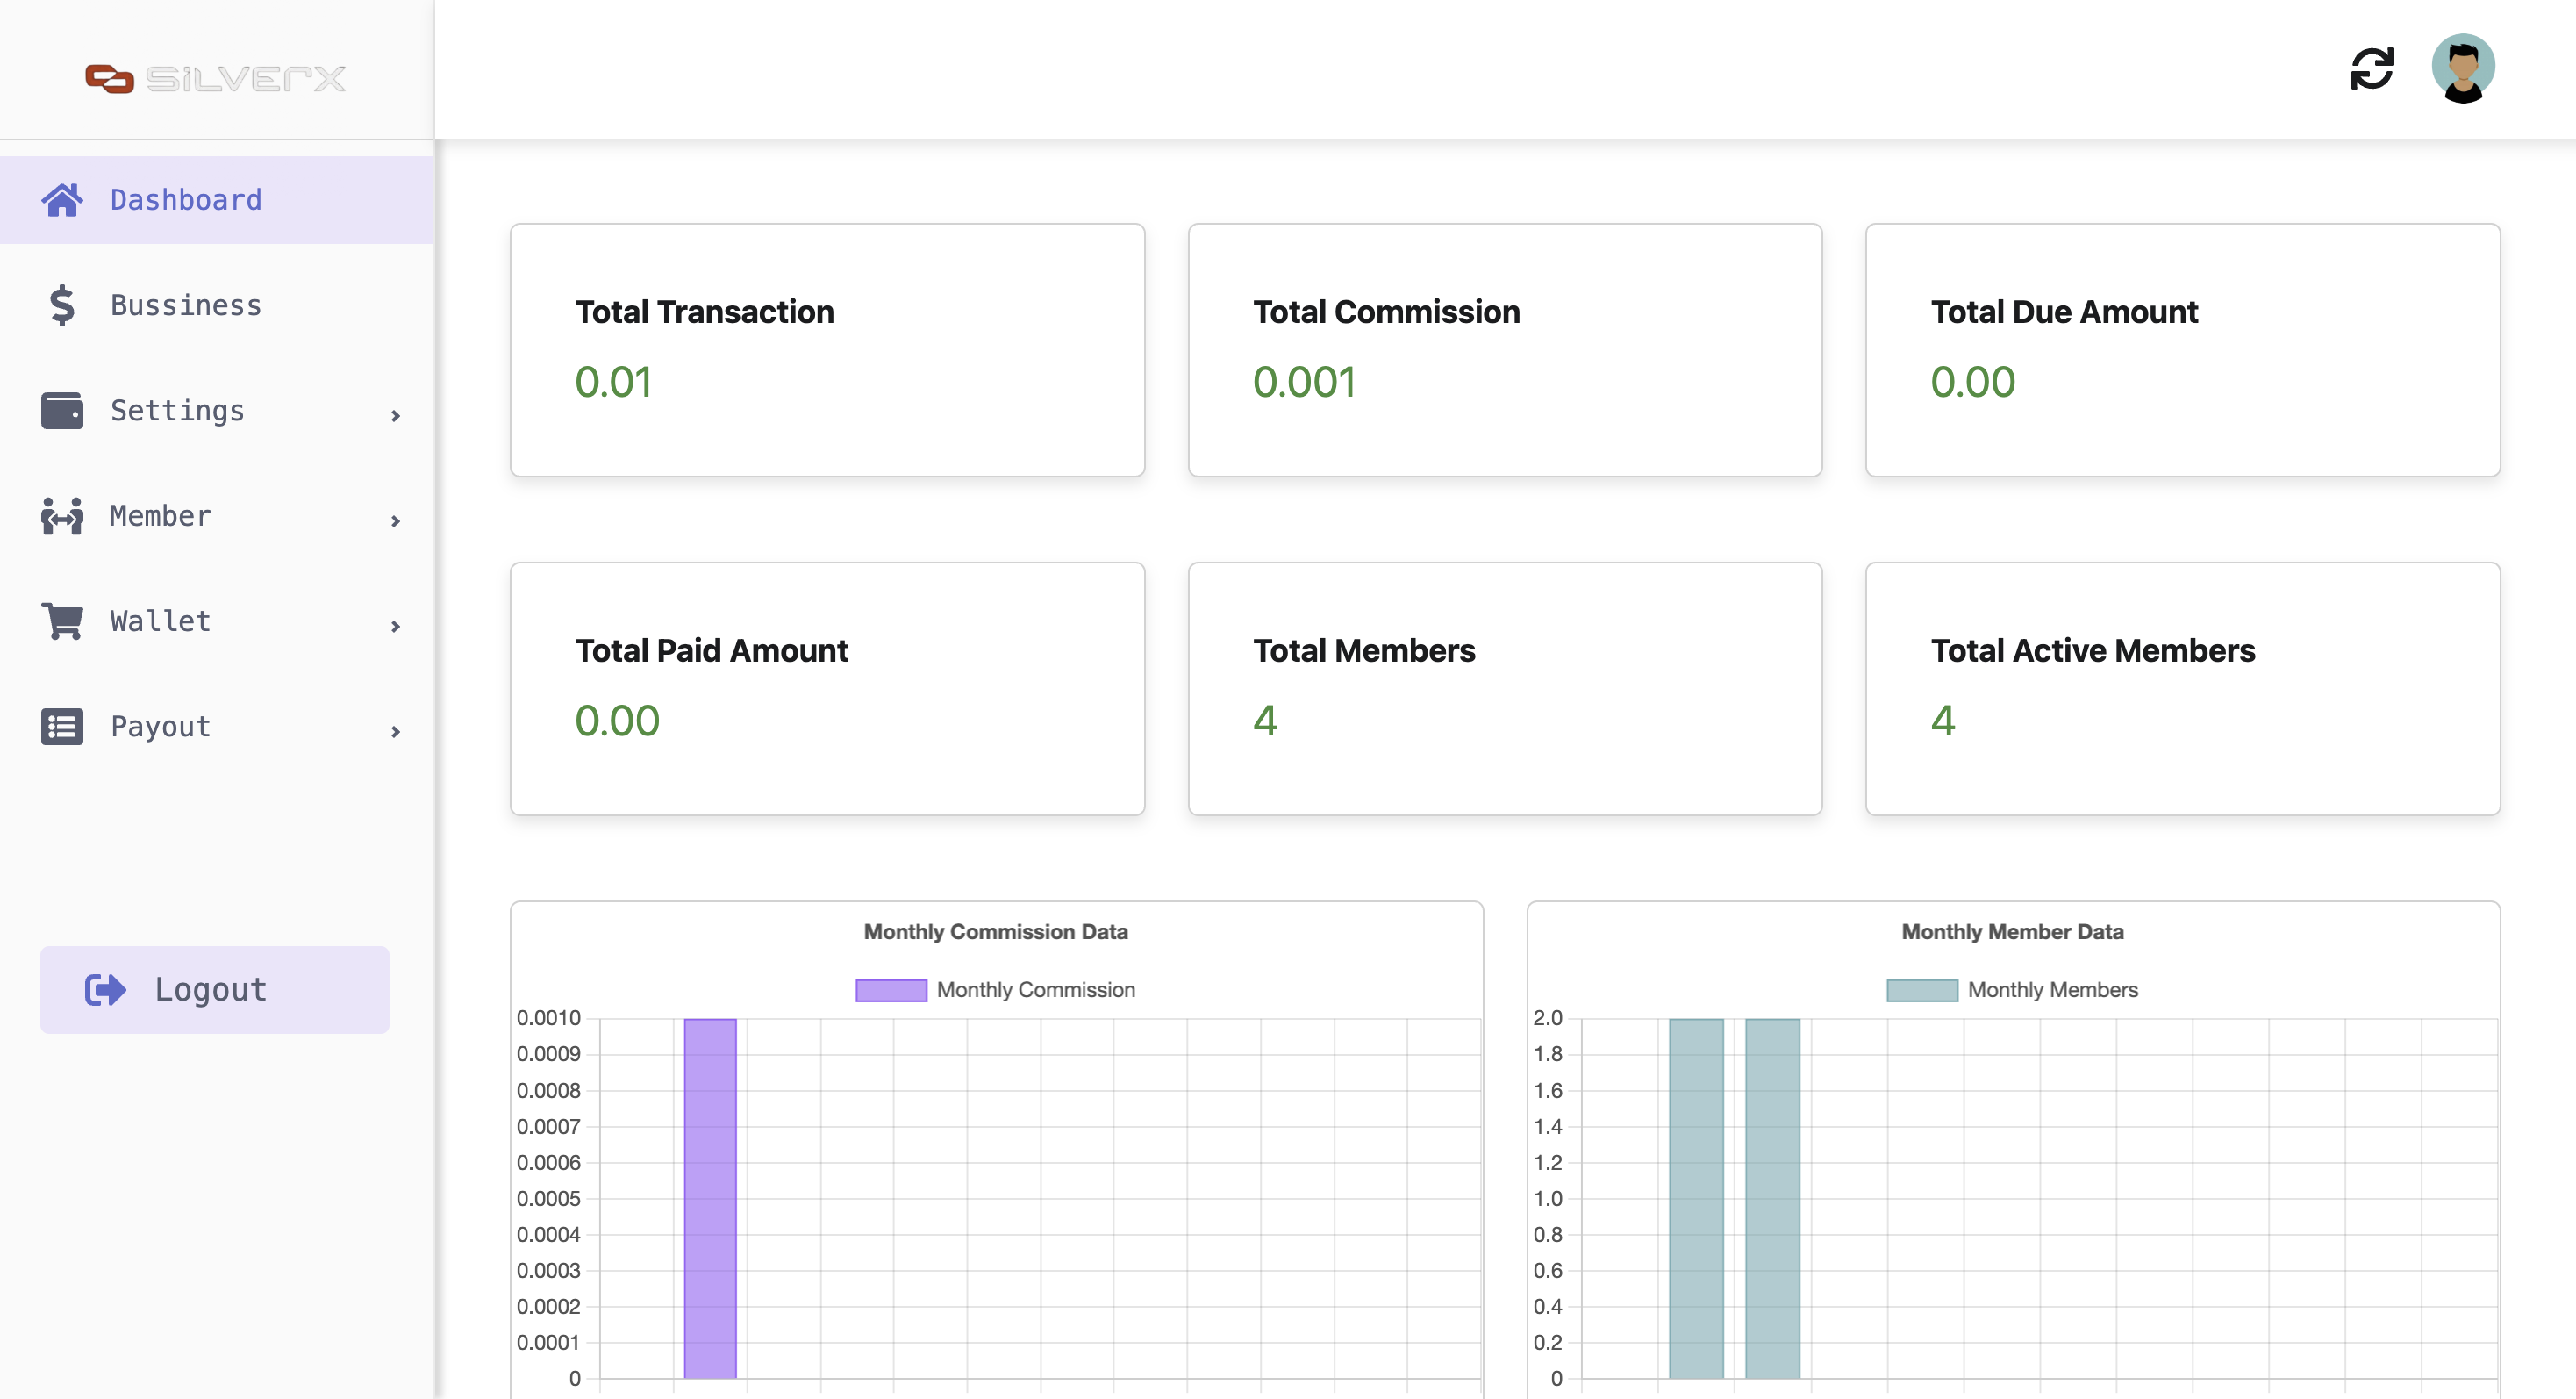 SILVERX
Dashboard
Bussiness
Settings
Member
Wallet
Payout
Logout
Total Transaction
0.01
Total Commission
0.001
Total Due Amount
0.00
Total Paid Amount
0.00
Total Members
4
Total Active Members
4
Monthly Commission Data
Monthly Commission
0.0010
0.0009
0.0008
0.0007
0.0006
0.0005
0.0004
0.0003
0.0002
0.0001
0
Monthly Member Data
Monthly Members
2.0
1.8
1.6
1.4
1.2
1.0
0.8
0.6
0.4
0.2
0